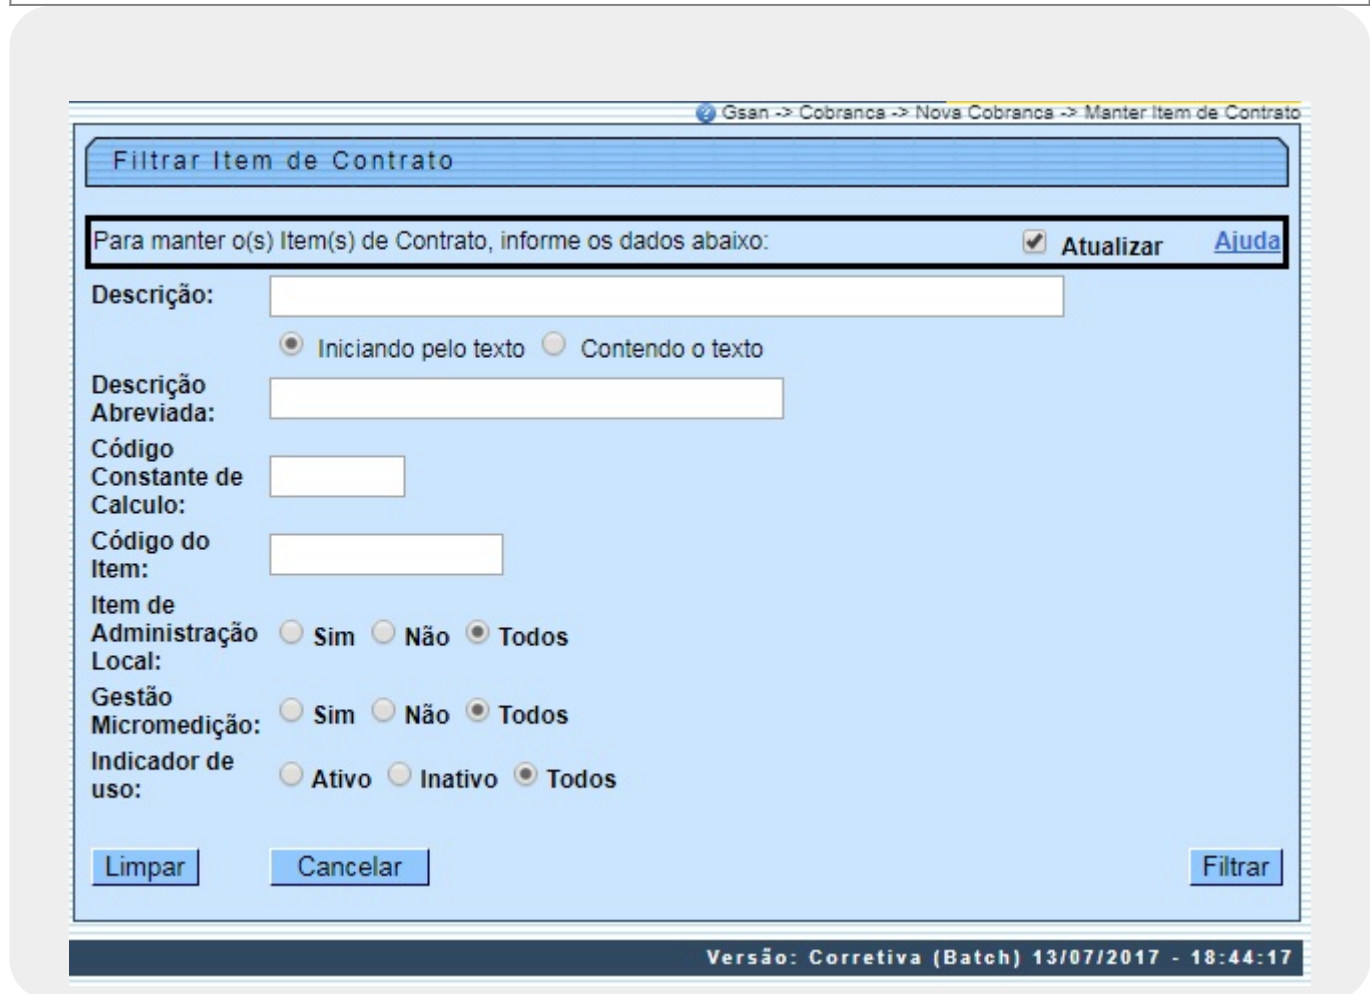 Gsan -> Cobranca -> Nova Cobranca -> Manter Item de Contrato
Filtrar Item de Contrato
Para manter o(s) Item(s) de Contrato, informe os dados abaixo: Atualizar Ajuda
Descrição:
Iniciando pelo texto Contendo o texto
Descrição
Abreviada:
Código
Constante de
Calculo:
Código do
Item:
Item de
Administração
Local:
Sim Não Todos
Gestão
Micromedição:
Sim Não Todos
Indicador de
uso:
Ativo Inativo Todos
Limpar Cancelar Filtrar
Versão: Corretiva (Batch) 13/07/2017 - 18:44:17